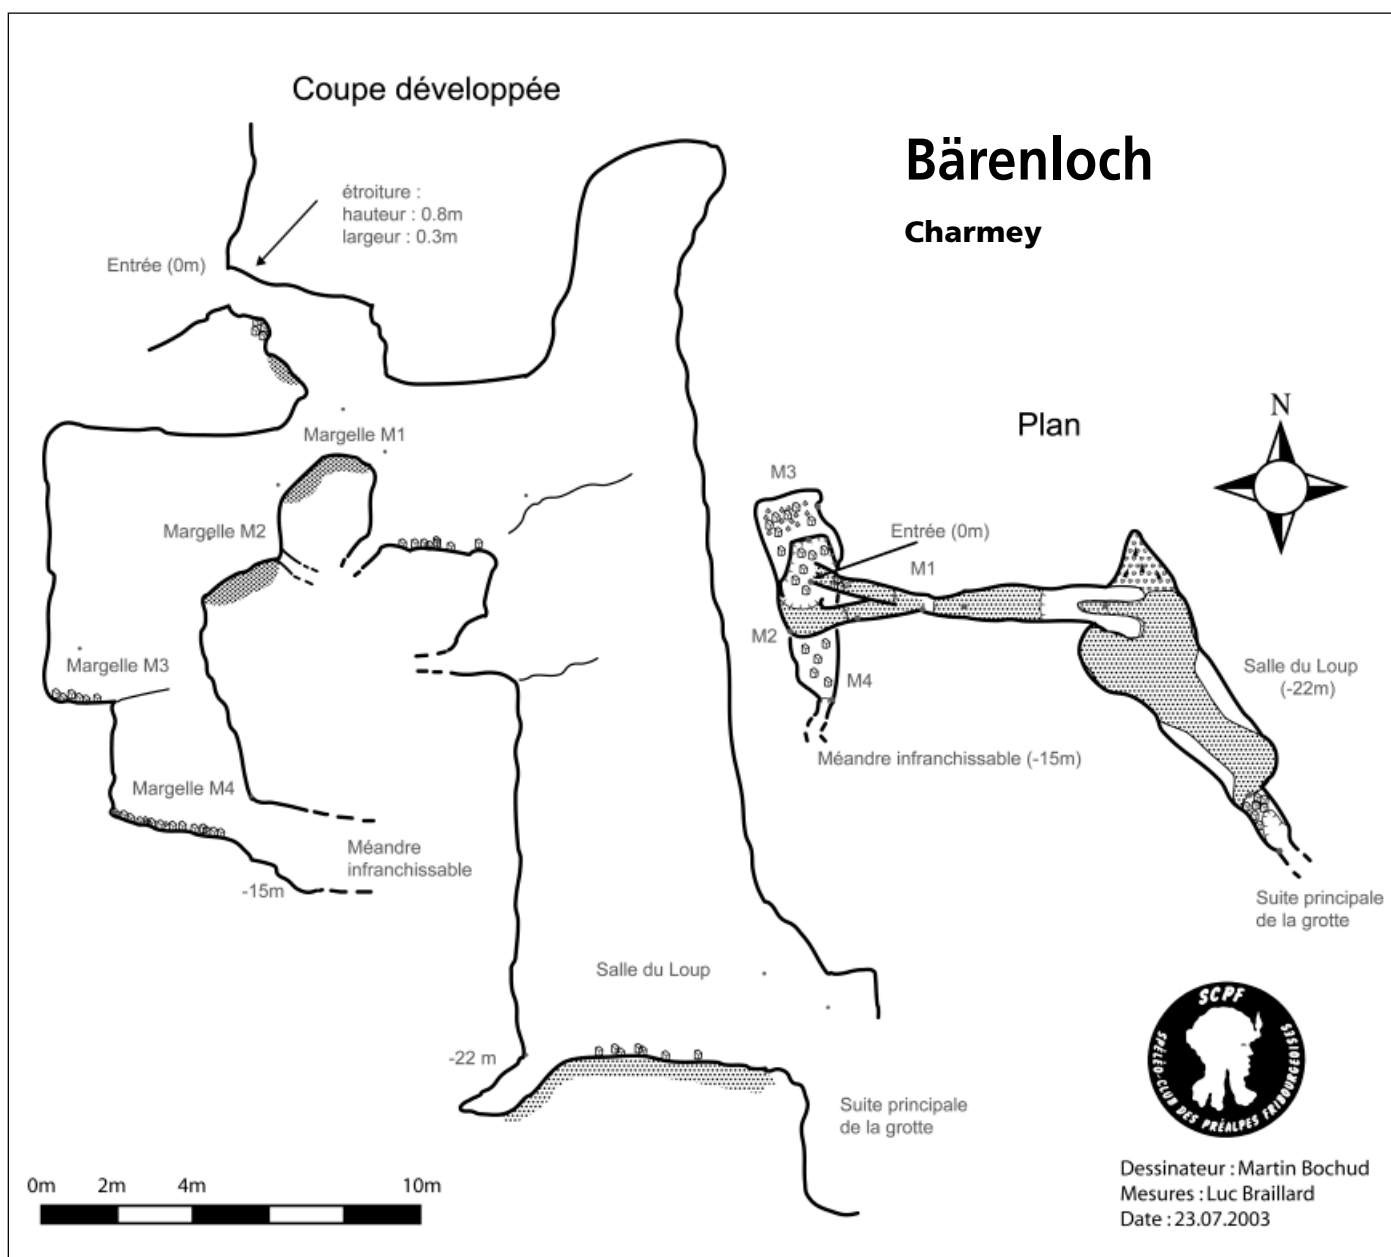 Coupe développée
Bärenloch
Charmey
étroiture :
hauteur : 0.8m
largeur : 0.3m
Entrée (0m)
Margelle M1
Margelle M2
Margelle M3
Margelle M4
Méandre
infranchissable
-15m
Salle du Loup
-22 m
Suite principale
de la grotte
Plan
N
M3
Entrée (0m)
M1
M2
M4
Méandre infranchissable (-15m)
Salle du Loup
(-22m)
Suite principale
de la grotte
SCPF
SPÉLÉO-CLUB DES PRÉALPES FRIBOURGEOISES
Dessinateur : Martin Bochud
Mesures : Luc Braillard
Date : 23.07.2003
0m 2m 4m 10m